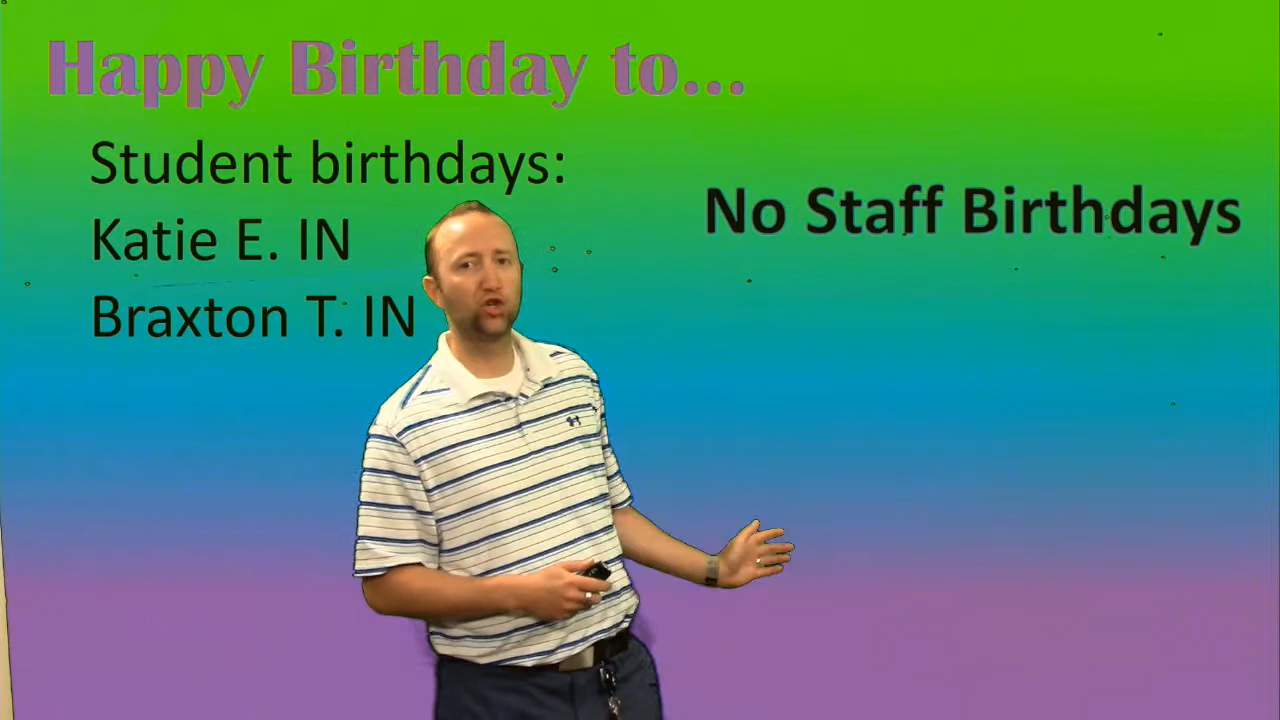 Happy Birthday to...
Student birthdays:
Katie E. IN
Braxton T. IN
No Staff Birthdays